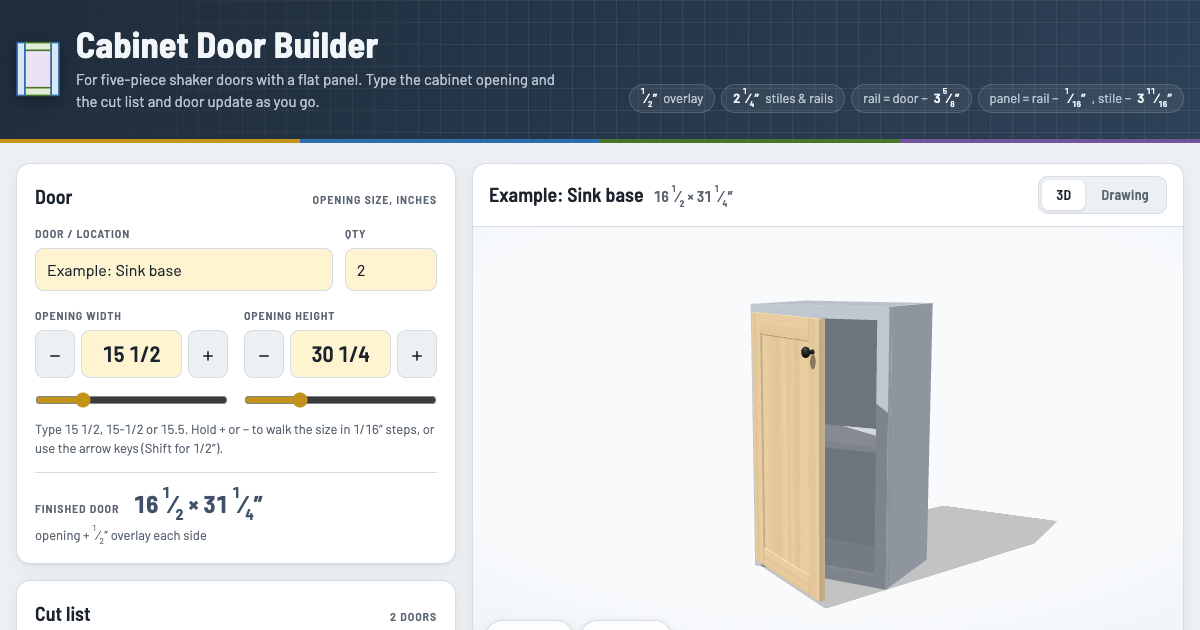 Cabinet Door Builder
For five-piece shaker doors with a flat panel. Type the cabinet opening and
the cut list and door update as you go.
1/2″ overlay
2 1/4″ stiles & rails
rail = door − 3 5/8″
panel = rail − 1/16″ , stile − 3 11/16″
Door
OPENING SIZE, INCHES
DOOR / LOCATION
QTY
Example: Sink base
2
OPENING WIDTH
OPENING HEIGHT
− 15 1/2 +
− 30 1/4 +
Type 15 1/2, 15-1/2 or 15.5. Hold + or − to walk the size in 1/16″ steps, or
use the arrow keys (Shift for 1/2″).
FINISHED DOOR 16 1/2 × 31 1/4″
opening + 1/2″ overlay each side
Cut list
2 DOORS
Example: Sink base 16 1/2 × 31 1/4″
3D
Drawing